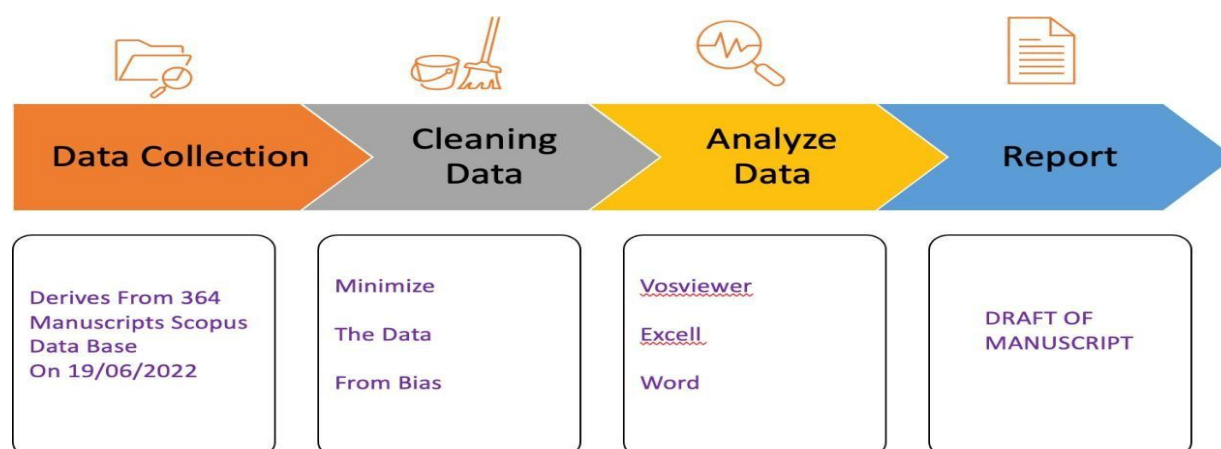 Data Collection
Cleaning
Data
Analyze
Data
Report
Derives From 364
Manuscripts Scopus
Data Base
On 19/06/2022
Minimize
The Data
From Bias
Vosviewer
Excell
Word
DRAFT OF
MANUSCRIPT